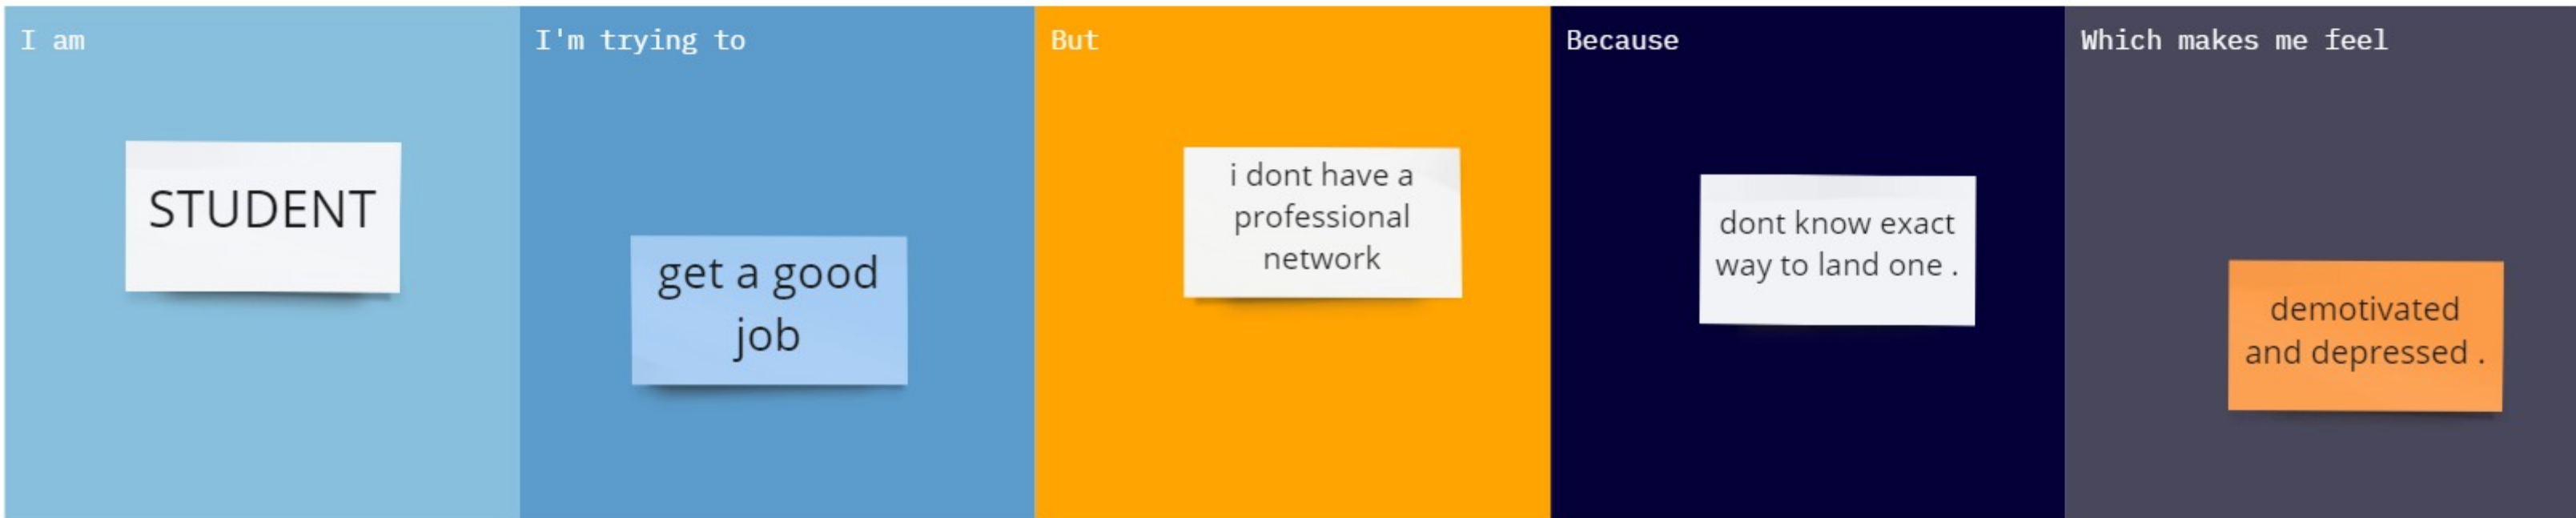 I am
STUDENT
I'm trying to
get a good
job
But
i dont have a
professional
network
Because
dont know exact
way to land one .
Which makes me feel
demotivated
and depressed .